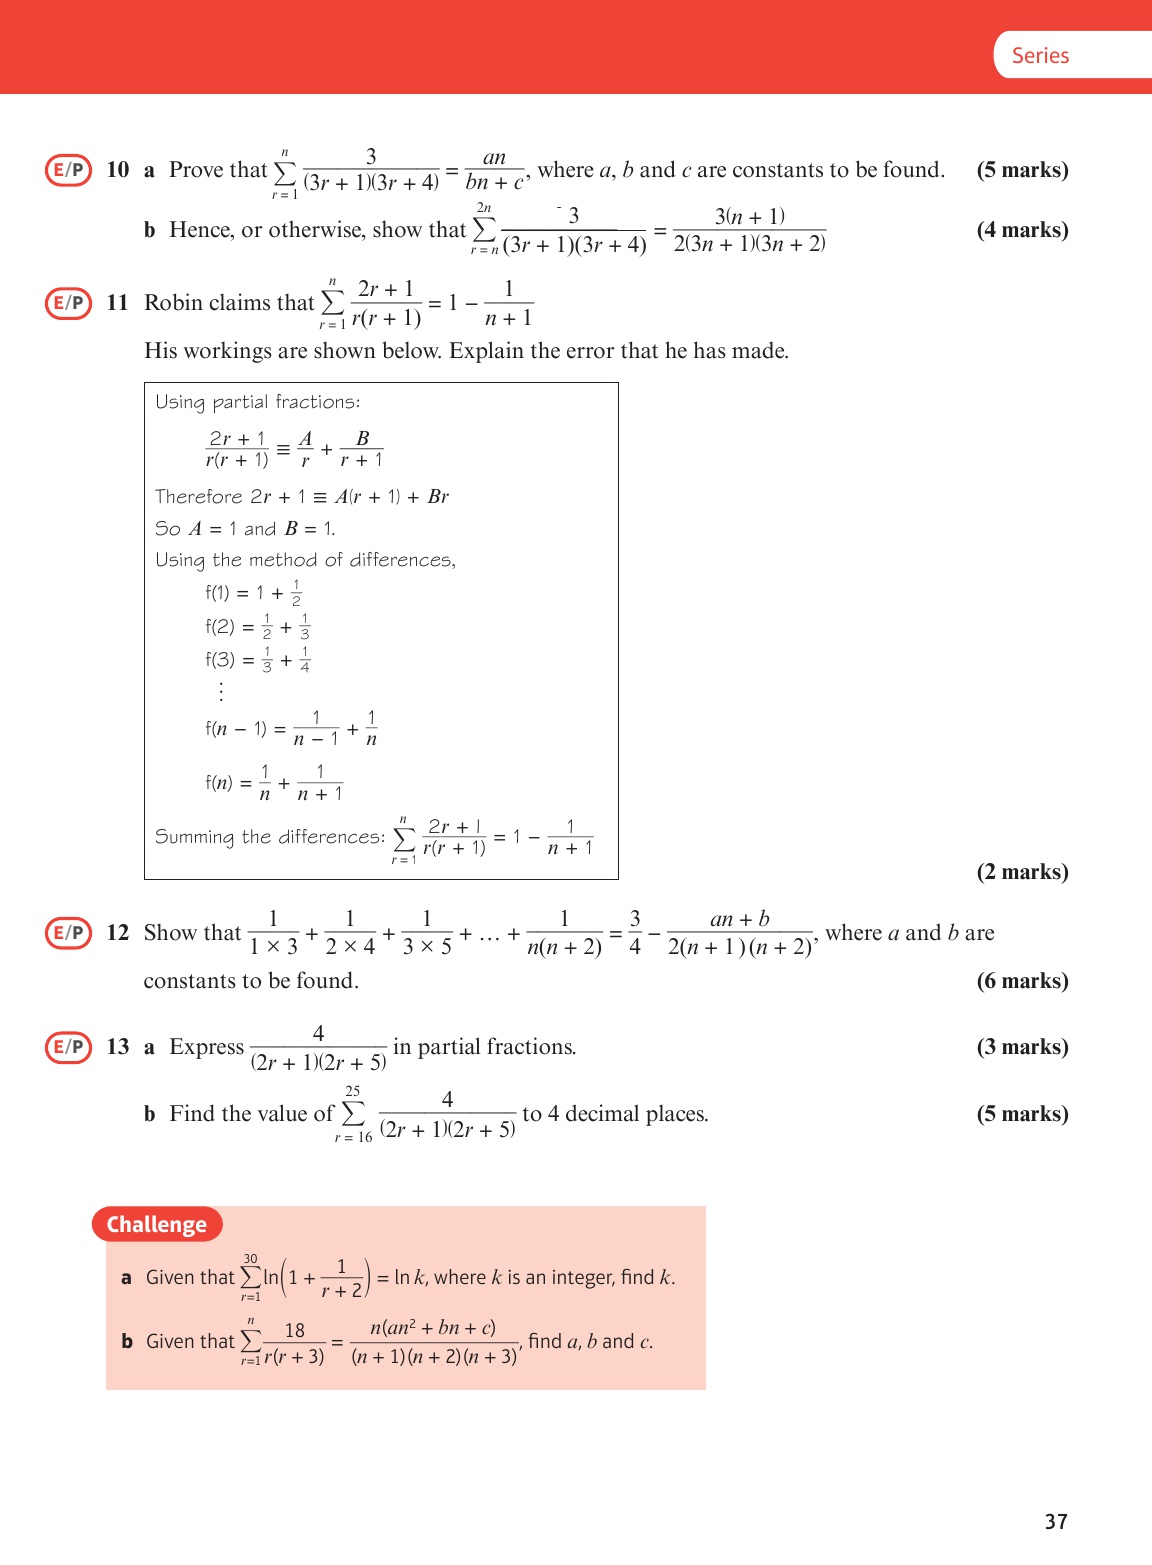 Series
E/P 10 a Prove that \sum_{r=1}^{n} \frac{3}{(3r + 1)(3r + 4)} = \frac{an}{bn + c}, where a, b and c are constants to be found. (5 marks)
b Hence, or otherwise, show that \sum_{r=n}^{2n} \frac{3}{(3r + 1)(3r + 4)} = \frac{3(n + 1)}{2(3n + 1)(3n + 2)} (4 marks)
E/P 11 Robin claims that \sum_{r=1}^{n} \frac{2r + 1}{r(r + 1)} = 1 − \frac{1}{n + 1}
His workings are shown below. Explain the error that he has made.
Using partial fractions:
\frac{2r + 1}{r(r + 1)} ≡ \frac{A}{r} + \frac{B}{r + 1}
Therefore 2r + 1 ≡ A(r + 1) + Br
So A = 1 and B = 1.
Using the method of differences,
f(1) = 1 + \frac{1}{2}
f(2) = \frac{1}{2} + \frac{1}{3}
f(3) = \frac{1}{3} + \frac{1}{4}
⋮
f(n − 1) = \frac{1}{n − 1} + \frac{1}{n}
f(n) = \frac{1}{n} + \frac{1}{n + 1}
Summing the differences: \sum_{r=1}^{n} \frac{2r + 1}{r(r + 1)} = 1 − \frac{1}{n + 1}
(2 marks)
E/P 12 Show that \frac{1}{1 × 3} + \frac{1}{2 × 4} + \frac{1}{3 × 5} + … + \frac{1}{n(n + 2)} = \frac{3}{4} − \frac{an + b}{2(n + 1)(n + 2)}, where a and b are
constants to be found. (6 marks)
E/P 13 a Express \frac{4}{(2r + 1)(2r + 5)} in partial fractions. (3 marks)
b Find the value of \sum_{r=16}^{25} \frac{4}{(2r + 1)(2r + 5)} to 4 decimal places. (5 marks)
Challenge
a Given that \sum_{r=1}^{30} ln(1 + \frac{1}{r + 2}) = ln k, where k is an integer, find k.
b Given that \sum_{r=1}^{n} \frac{18}{r(r + 3)} = \frac{n(an² + bn + c)}{(n + 1)(n + 2)(n + 3)}, find a, b and c.
37